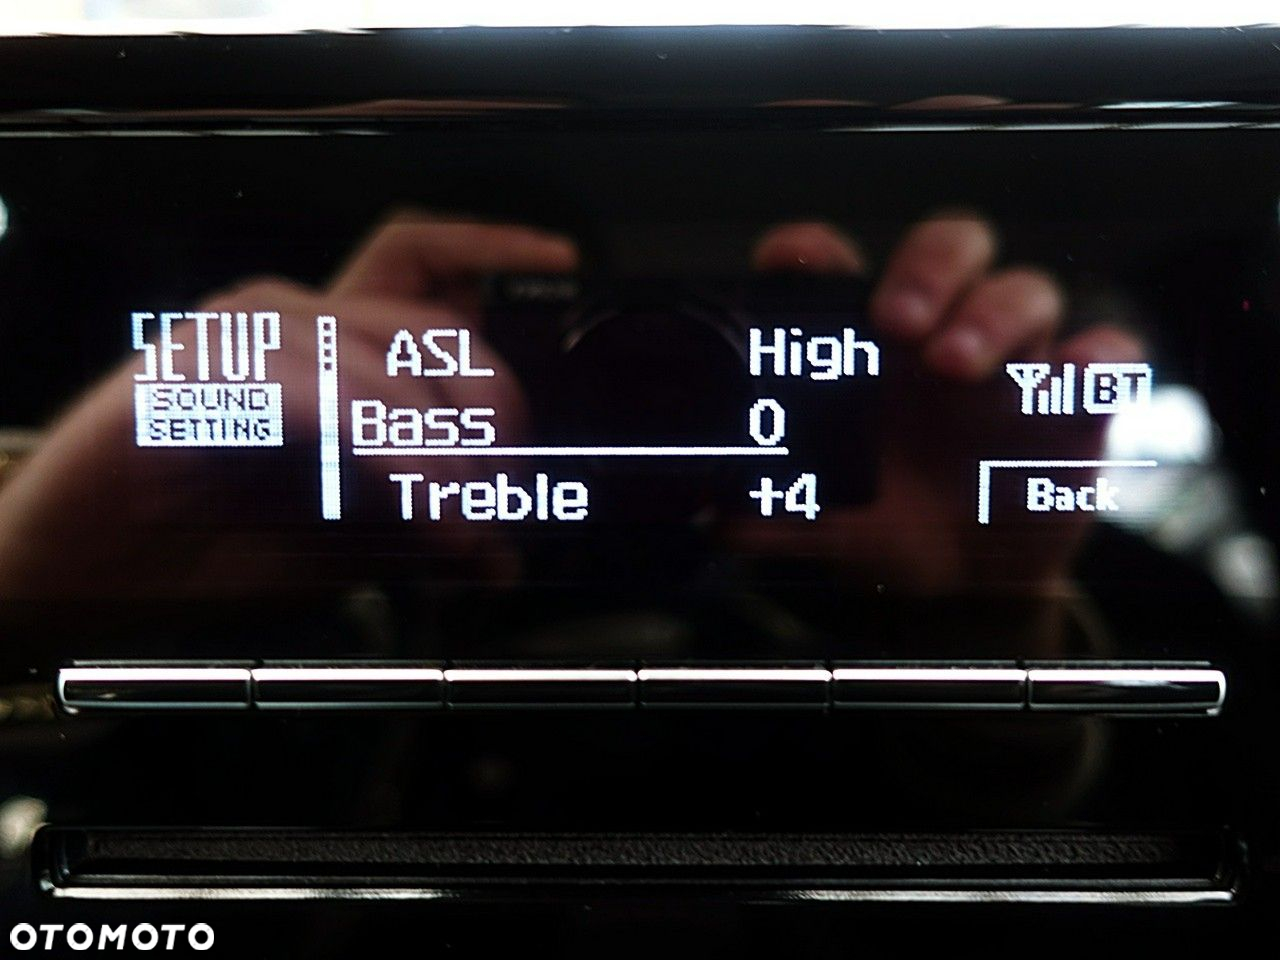 SETUP
SOUND
SETTING
ASL High
Bass 0
Treble +4
BT
Back
OTOMOTO